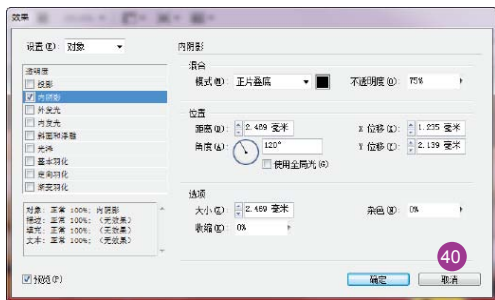 效果
设置(E): 对象
内阴影
透明度
投影
内阴影
外发光
内发光
斜面和浮雕
光泽
基本羽化
定向羽化
渐变羽化
对象: 正常 100%; 内阴影
描边: 正常 100%; (无效果)
填充: 正常 100%; (无效果)
文本: 正常 100%; (无效果)
预览(P)
混合
模式(M): 正片叠底
不透明度(O): 75%
位置
距离(D): 2.469 毫米
X 位移(X): 1.235 毫米
角度(A): 120°
Y 位移(Y): 2.139 毫米
使用全局光(G)
选项
大小(Z): 2.469 毫米
杂色(N): 0%
收缩(C): 0%
40
确定
取消